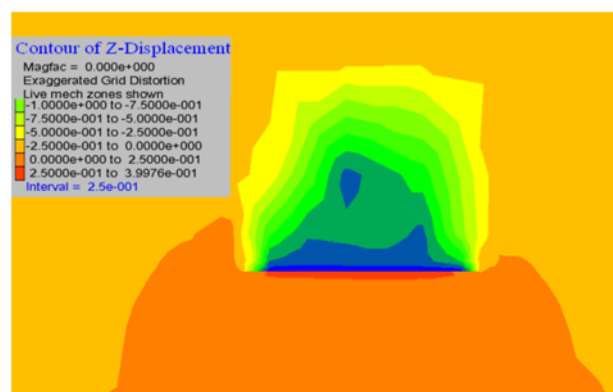 Contour of Z-Displacement
Magfac = 0.000e+000
Exaggerated Grid Distortion
Live mech zones shown
-1.0000e+000 to -7.5000e-001
-7.5000e-001 to -5.0000e-001
-5.0000e-001 to -2.5000e-001
-2.5000e-001 to 0.0000e+000
0.0000e+000 to 2.5000e-001
2.5000e-001 to 3.9976e-001
Interval = 2.5e-001